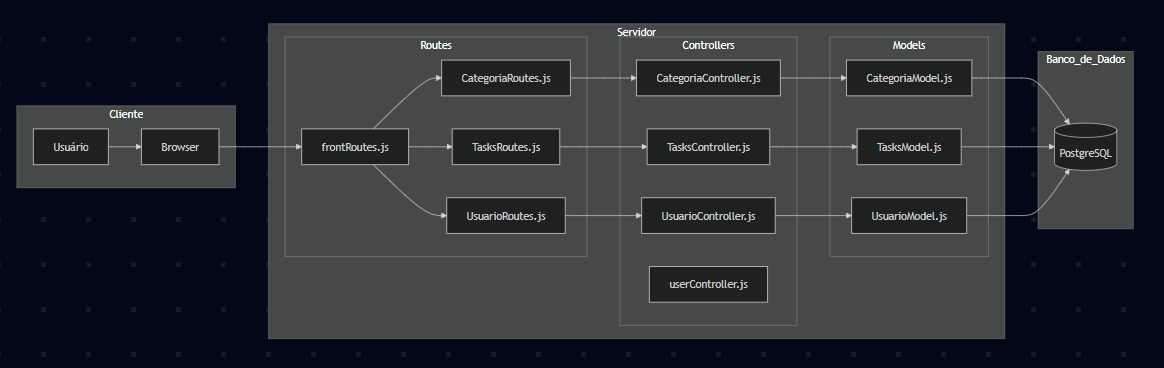 Servidor
Routes
Controllers
Models
Banco_de_Dados
CategoriaRoutes.js
CategoriaController.js
CategoriaModel.js
Cliente
Usuário
Browser
frontRoutes.js
TasksRoutes.js
TasksController.js
TasksModel.js
PostgreSQL
UsuarioRoutes.js
UsuarioController.js
UsuarioModel.js
userController.js